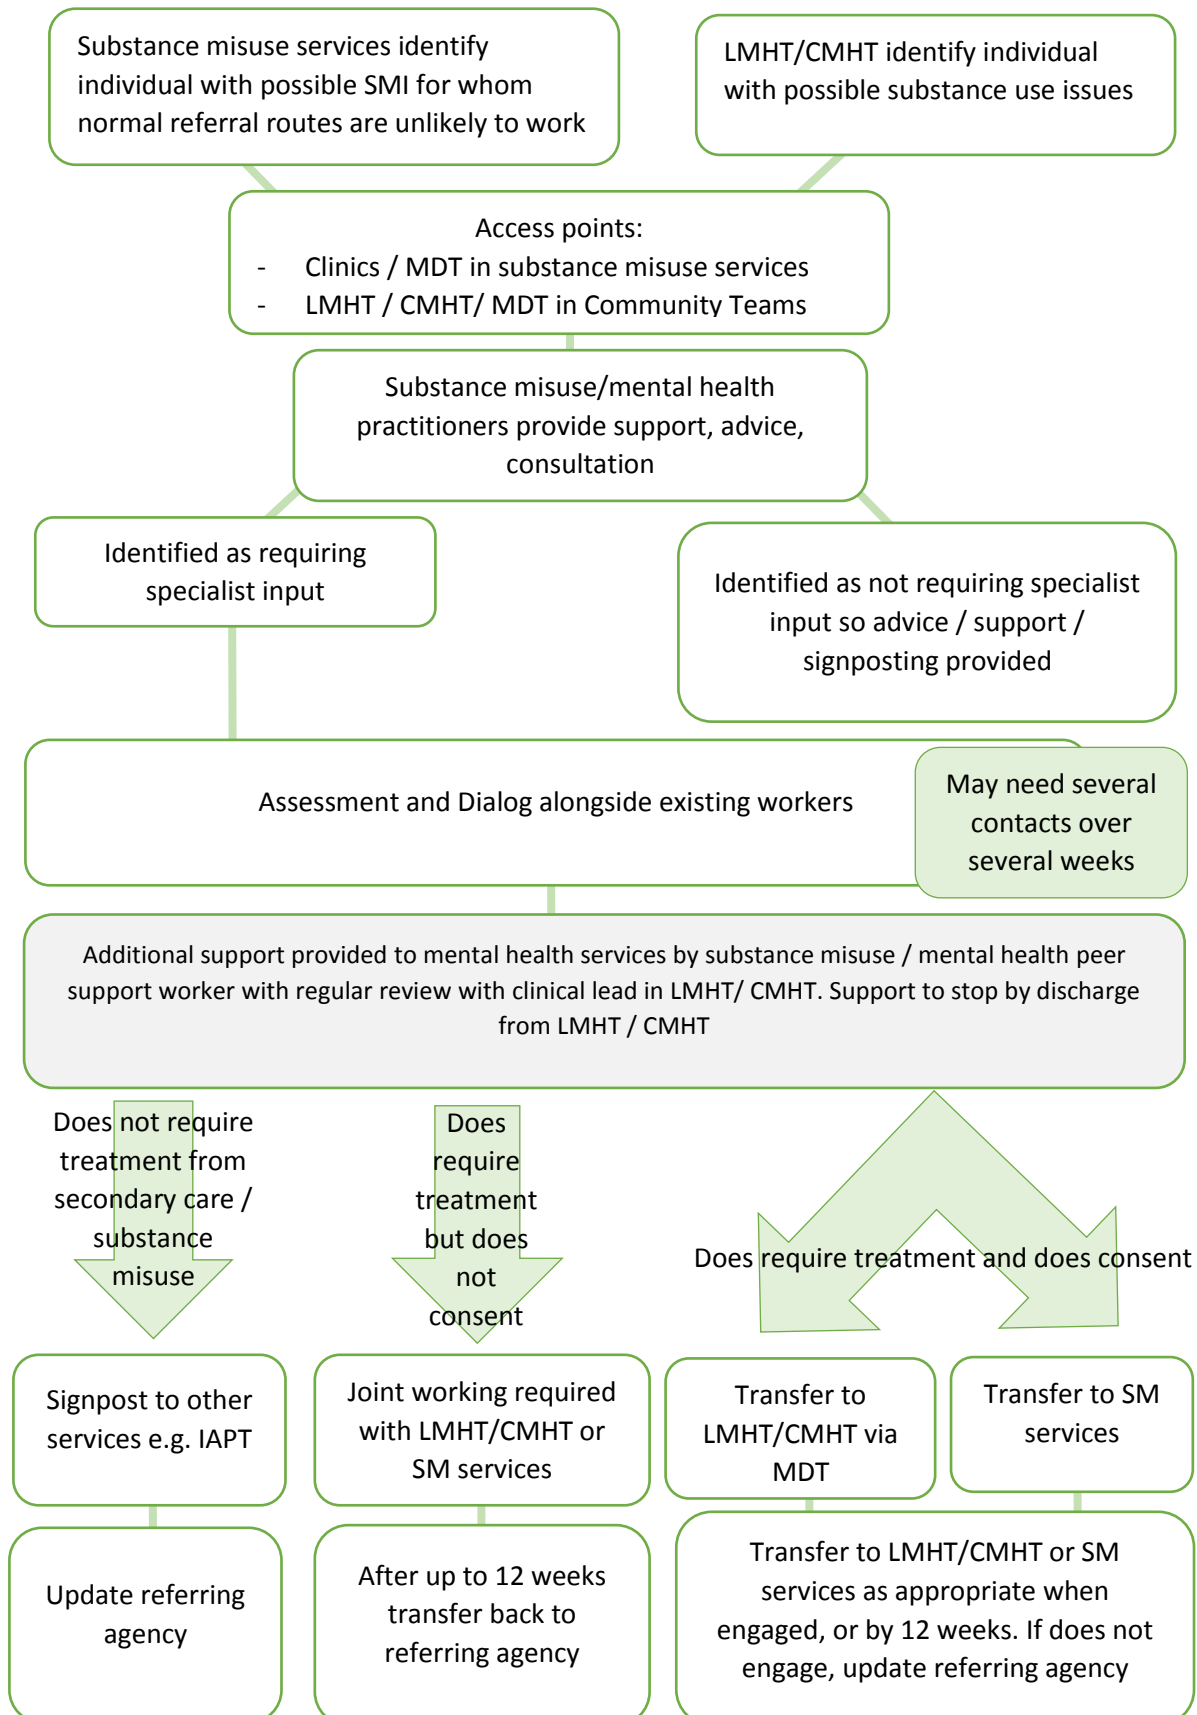 Substance misuse services identify
individual with possible SMI for whom
normal referral routes are unlikely to work
LMHT/CMHT identify individual
with possible substance use issues
Access points:
- Clinics / MDT in substance misuse services
- LMHT / CMHT/ MDT in Community Teams
Substance misuse/mental health
practitioners provide support, advice,
consultation
Identified as requiring
specialist input
Identified as not requiring specialist
input so advice / support /
signposting provided
Assessment and Dialog alongside existing workers
May need several
contacts over
several weeks
Additional support provided to mental health services by substance misuse / mental health peer
support worker with regular review with clinical lead in LMHT/ CMHT. Support to stop by discharge
from LMHT / CMHT
Does not require
treatment from
secondary care /
substance
misuse
Does
require
treatment
but does
not
consent
Does require treatment and does consent
Signpost to other
services e.g. IAPT
Joint working required
with LMHT/CMHT or
SM services
Transfer to
LMHT/CMHT via
MDT
Transfer to SM
services
Update referring
agency
After up to 12 weeks
transfer back to
referring agency
Transfer to LMHT/CMHT or SM
services as appropriate when
engaged, or by 12 weeks. If does not
engage, update referring agency